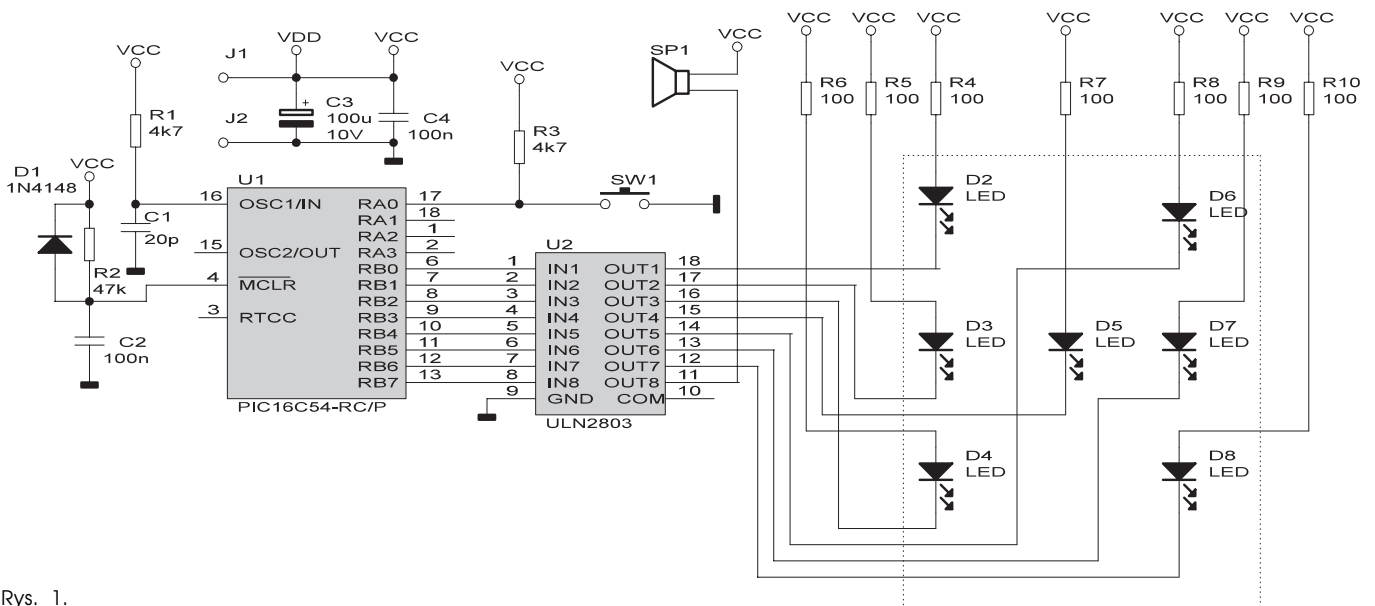 VCC
VDD
VCC
J1
J2
R1
4k7
+
C3
100u
10V
C4
100n
VCC
R3
4k7
SP1
VCC
VCC
VCC
VCC
VCC
VCC
VCC
VCC
R6
100
R5
100
R4
100
R7
100
R8
100
R9
100
R10
100
D1
1N4148
VCC
R2
47k
C1
20p
C2
100n
U1
16 OSC1/IN
15 OSC2/OUT
4 MCLR
3 RTCC
RA0 17
RA1 18
RA2 1
RA3 2
RB0 6
RB1 7
RB2 8
RB3 9
RB4 10
RB5 11
RB6 12
RB7 13
PIC16C54-RC/P
SW1
U2
1 IN1 OUT1 18
2 IN2 OUT2 17
3 IN3 OUT3 16
4 IN4 OUT4 15
5 IN5 OUT5 14
6 IN6 OUT6 13
7 IN7 OUT7 12
8 IN8 OUT8 11
9 GND COM 10
ULN2803
D2
LED
D6
LED
D3
LED
D5
LED
D7
LED
D4
LED
D8
LED
Rys. 1.